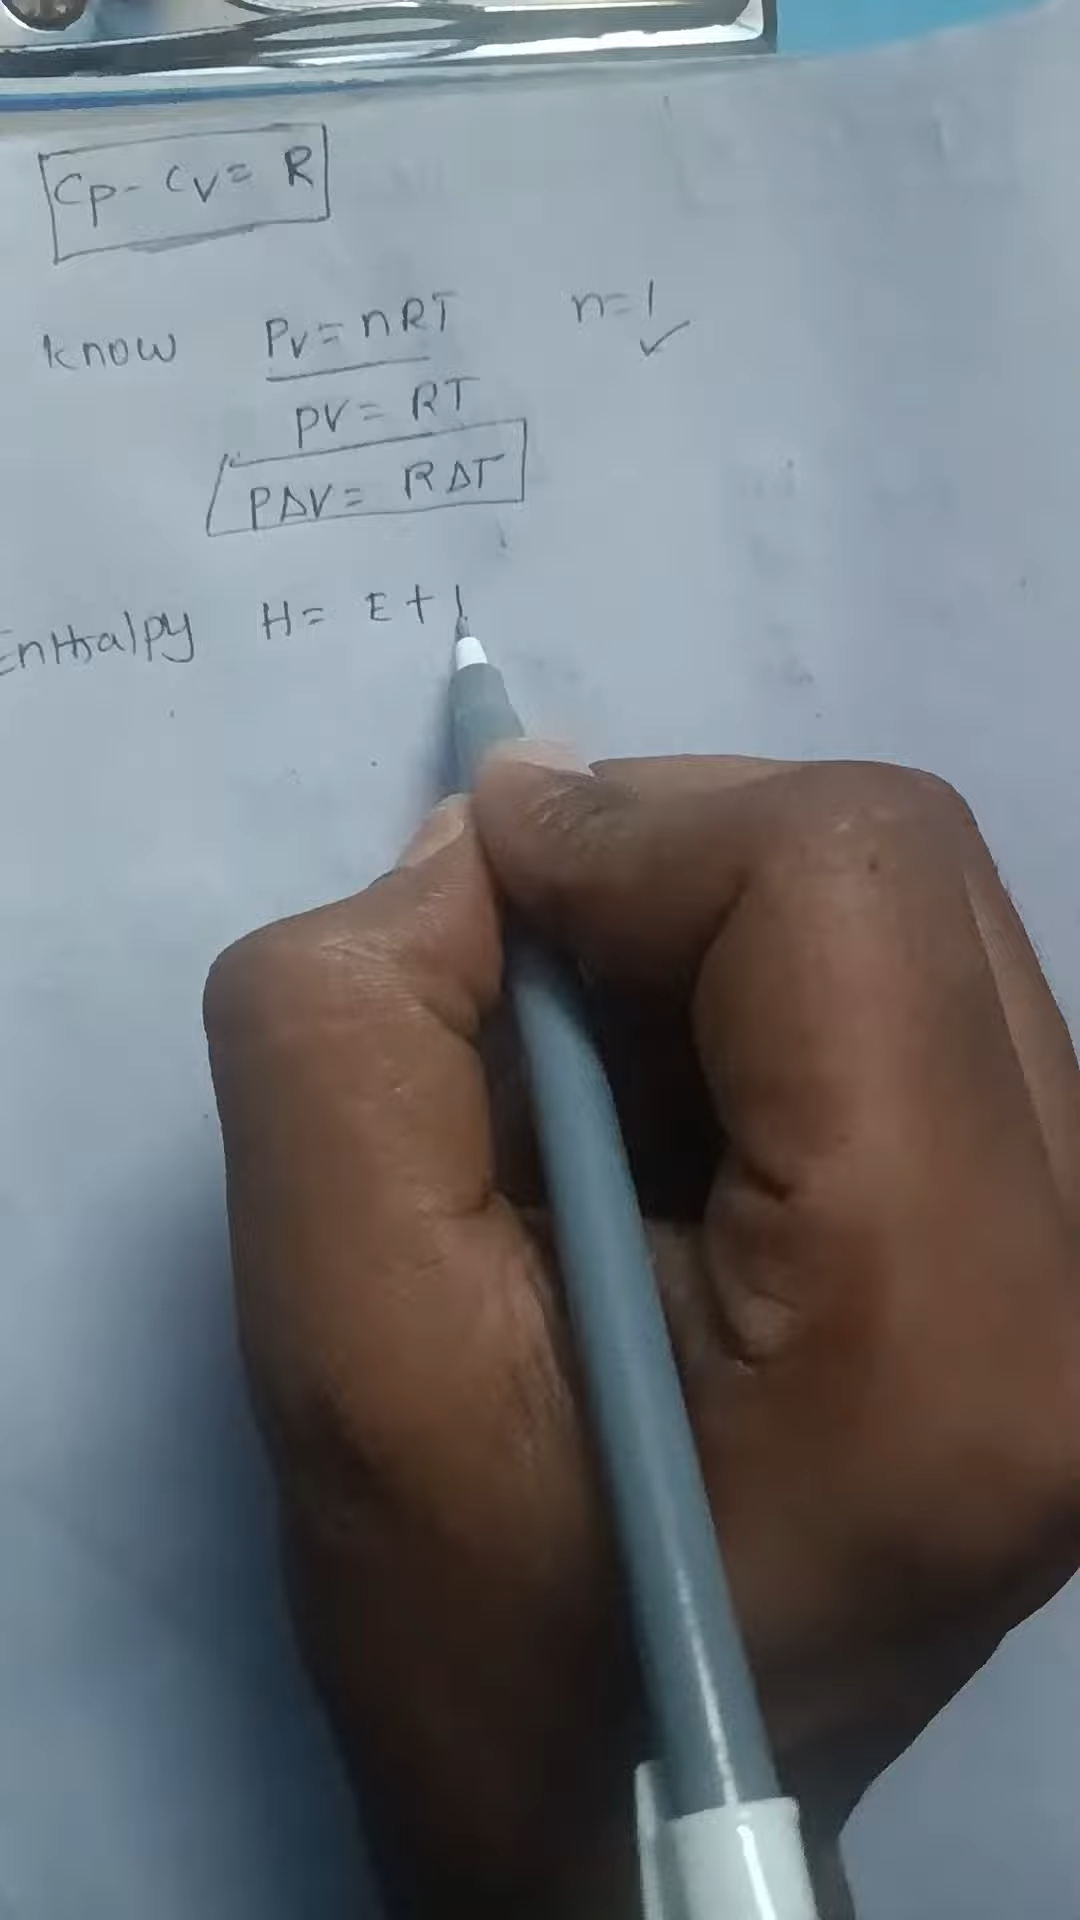 Cp - Cv = R
know PV = nRT n=1 ✓
PV = RT
PΔV = RΔT
Enthalpy H = E +